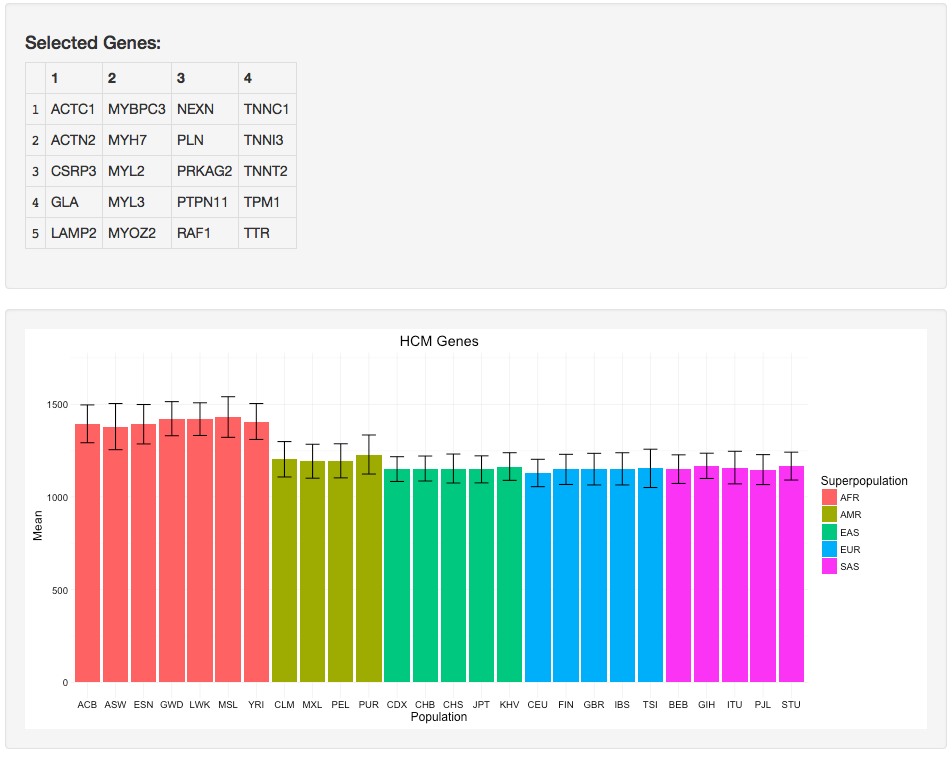 Selected Genes:
1 2 3 4
1 ACTC1 MYBPC3 NEXN TNNC1
2 ACTN2 MYH7 PLN TNNI3
3 CSRP3 MYL2 PRKAG2 TNNT2
4 GLA MYL3 PTPN11 TPM1
5 LAMP2 MYOZ2 RAF1 TTR
HCM Genes
1500
1000
500
0
Mean
ACB ASW ESN GWD LWK MSL YRI CLM MXL PEL PUR CDX CHB CHS JPT KHV CEU FIN GBR IBS TSI BEB GIH ITU PJL STU
Population
Superpopulation
AFR
AMR
EAS
EUR
SAS